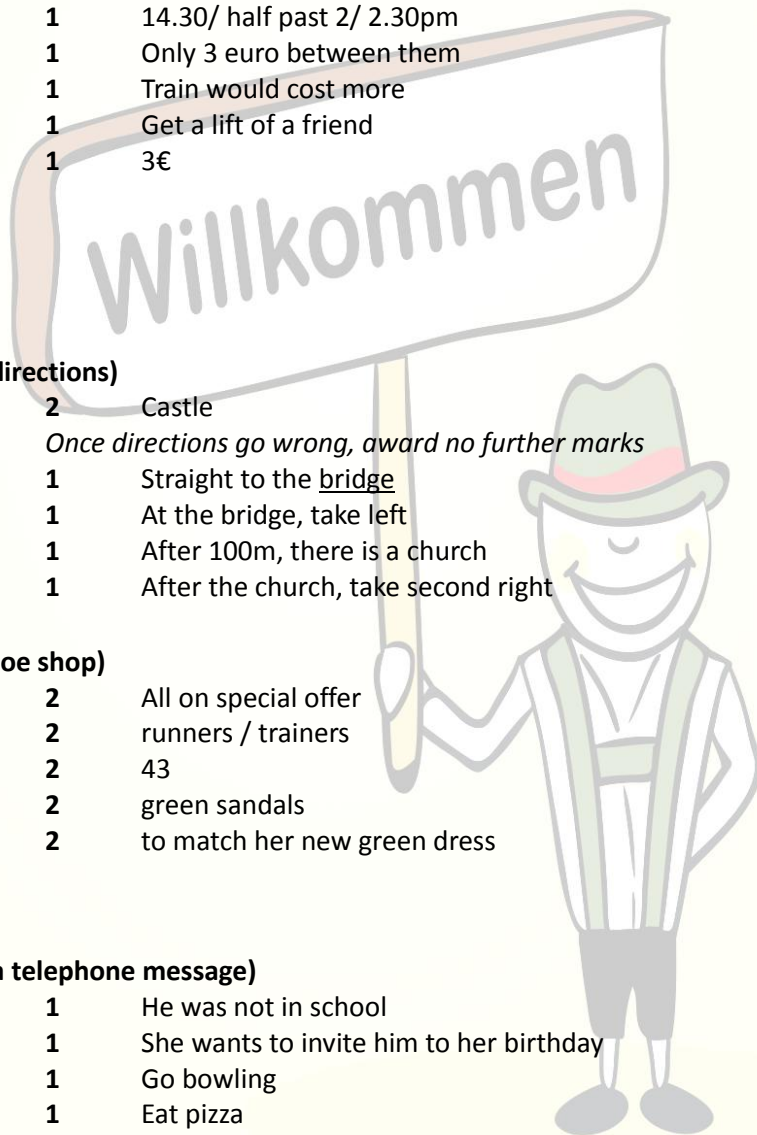 1 14.30/ half past 2/ 2.30pm
1 Only 3 euro between them
1 Train would cost more
1 Get a lift of a friend
1 3€
Willkommen
directions)
2 Castle
Once directions go wrong, award no further marks
1 Straight to the bridge
1 At the bridge, take left
1 After 100m, there is a church
1 After the church, take second right
oe shop)
2 All on special offer
2 runners / trainers
2 43
2 green sandals
2 to match her new green dress
telephone message)
1 He was not in school
1 She wants to invite him to her birthday
1 Go bowling
1 Eat pizza